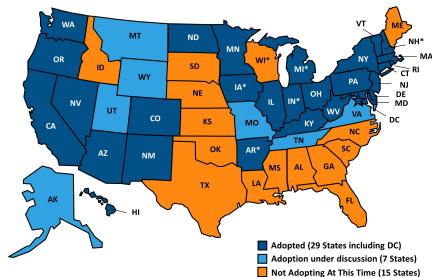 WA
MT
ND
MN
VT
ME
NH*
OR
ID
WY
SD
WI*
MI*
NY
MA
RI
CT
NV
UT
CO
NE
IA*
IL
IN*
OH
PA
NJ
DE
MD
DC
CA
AZ
NM
KS
MO
KY
WV
VA
OK
AR*
TN
NC
SC
TX
LA
MS
AL
GA
FL
AK
HI
Adopted (29 States including DC)
Adoption under discussion (7 States)
Not Adopting At This Time (15 States)